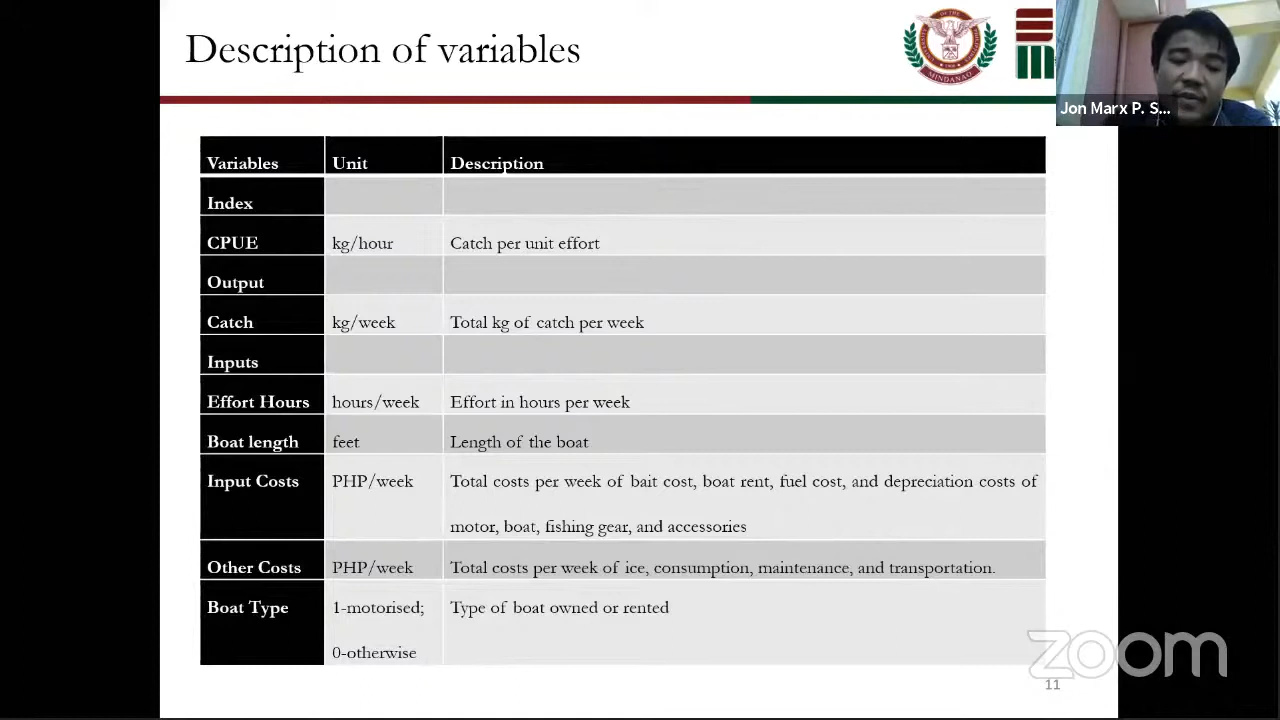 Description of variables
Jon Marx P. S...
Variables Unit Description
Index
CPUE kg/hour Catch per unit effort
Output
Catch kg/week Total kg of catch per week
Inputs
Effort Hours hours/week Effort in hours per week
Boat length feet Length of the boat
Input Costs PHP/week Total costs per week of bait cost, boat rent, fuel cost, and depreciation costs of
motor, boat, fishing gear, and accessories
Other Costs PHP/week Total costs per week of ice, consumption, maintenance, and transportation.
Boat Type 1-motorised; Type of boat owned or rented
0-otherwise
zoom
11
MINDANAO